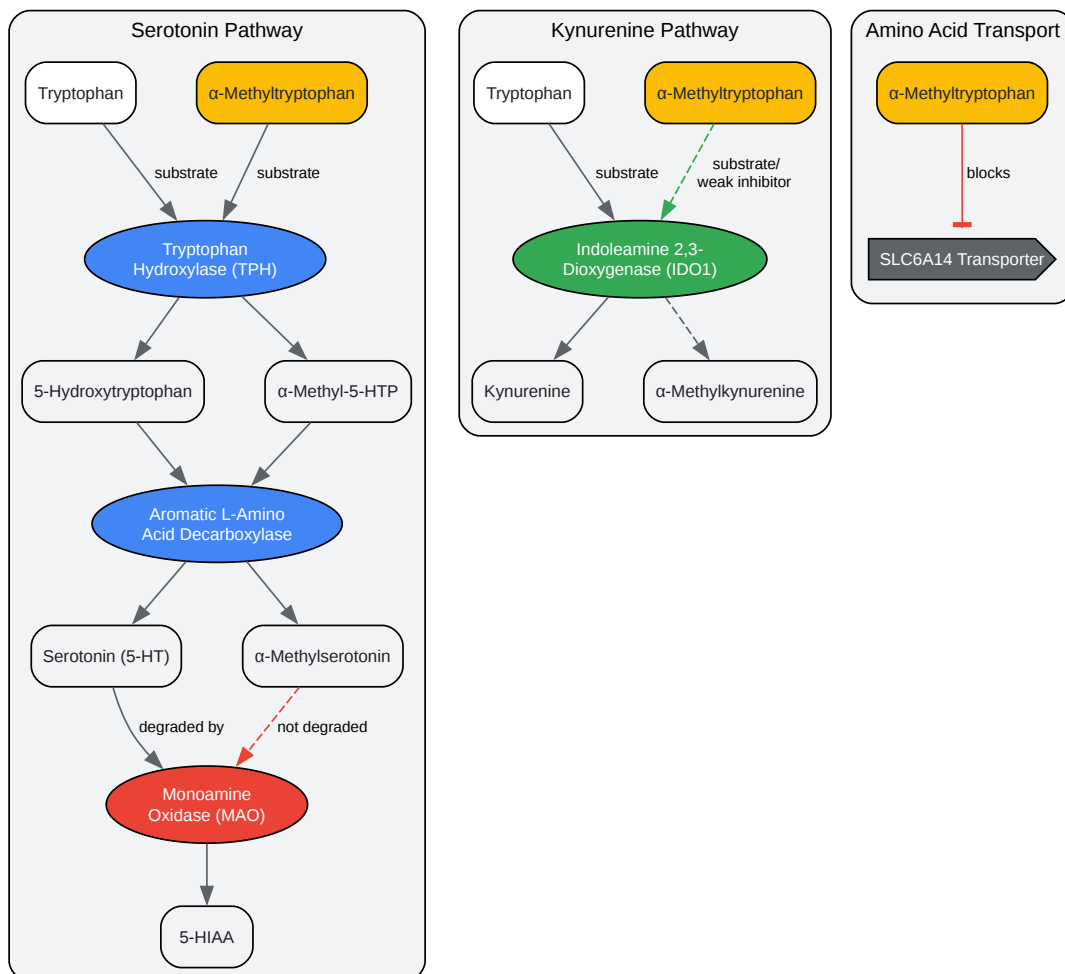 Serotonin Pathway
Tryptophan
α-Methyltryptophan
substrate
substrate
Tryptophan
Hydroxylase (TPH)
5-Hydroxytryptophan
α-Methyl-5-HTP
Aromatic L-Amino
Acid Decarboxylase
Serotonin (5-HT)
α-Methylserotonin
degraded by
not degraded
Monoamine
Oxidase (MAO)
5-HIAA
Kynurenine Pathway
Tryptophan
α-Methyltryptophan
substrate
substrate/
weak inhibitor
Indoleamine 2,3-
Dioxygenase (IDO1)
Kynurenine
α-Methylkynurenine
Amino Acid Transport
α-Methyltryptophan
blocks
SLC6A14 Transporter